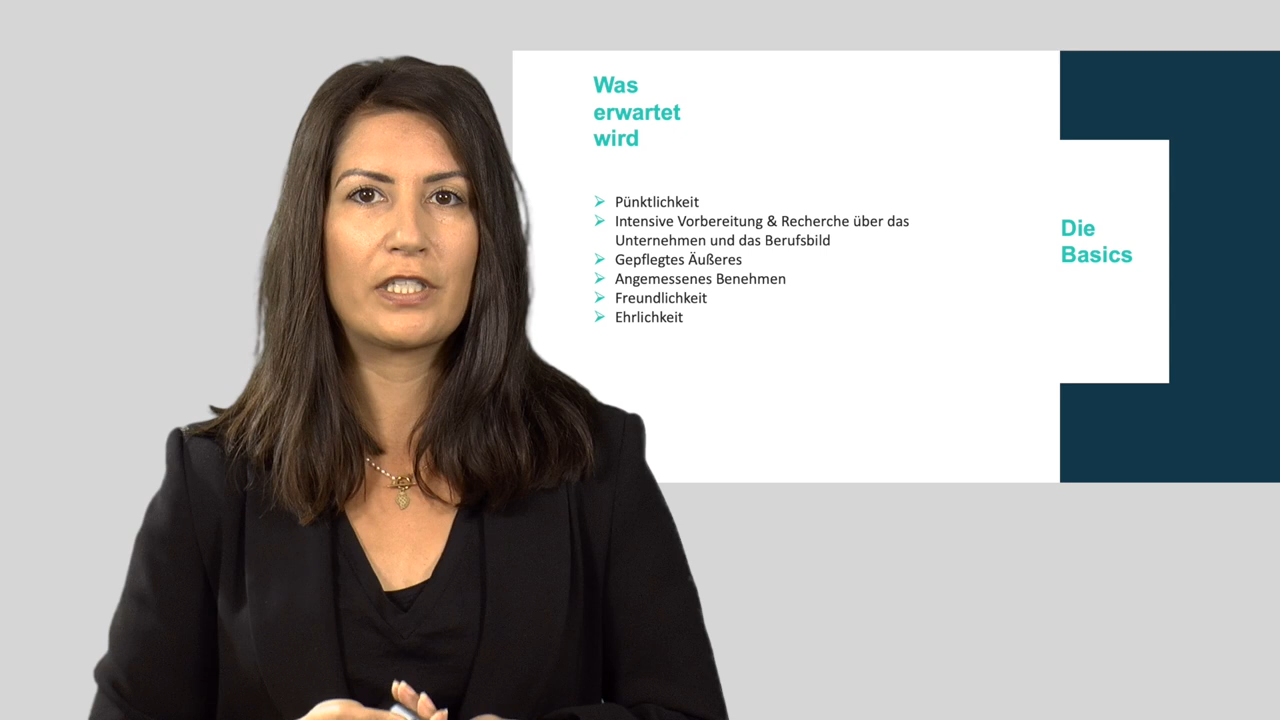 Was
erwartet
wird
Pünktlichkeit
Intensive Vorbereitung & Recherche über das
Unternehmen und das Berufsbild
Gepflegtes Äußeres
Angemessenes Benehmen
Freundlichkeit
Ehrlichkeit
Die
Basics